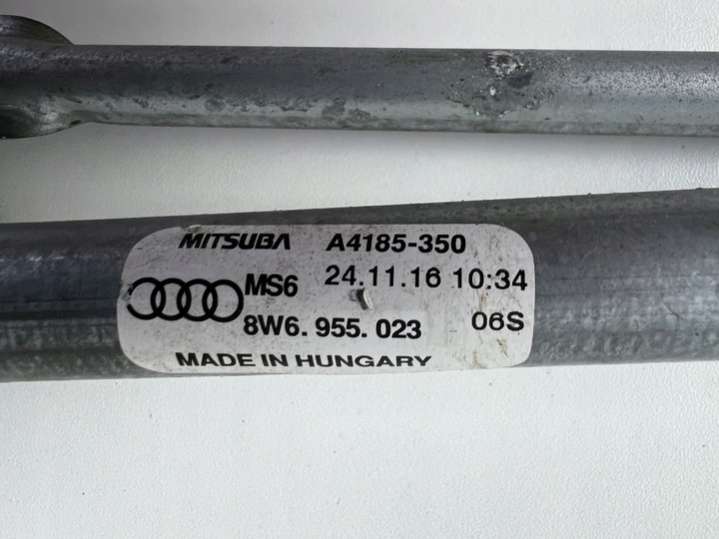 MITSUBA A4185-350
MS6 24.11.16 10:34
8W6.955.023 06S
MADE IN HUNGARY